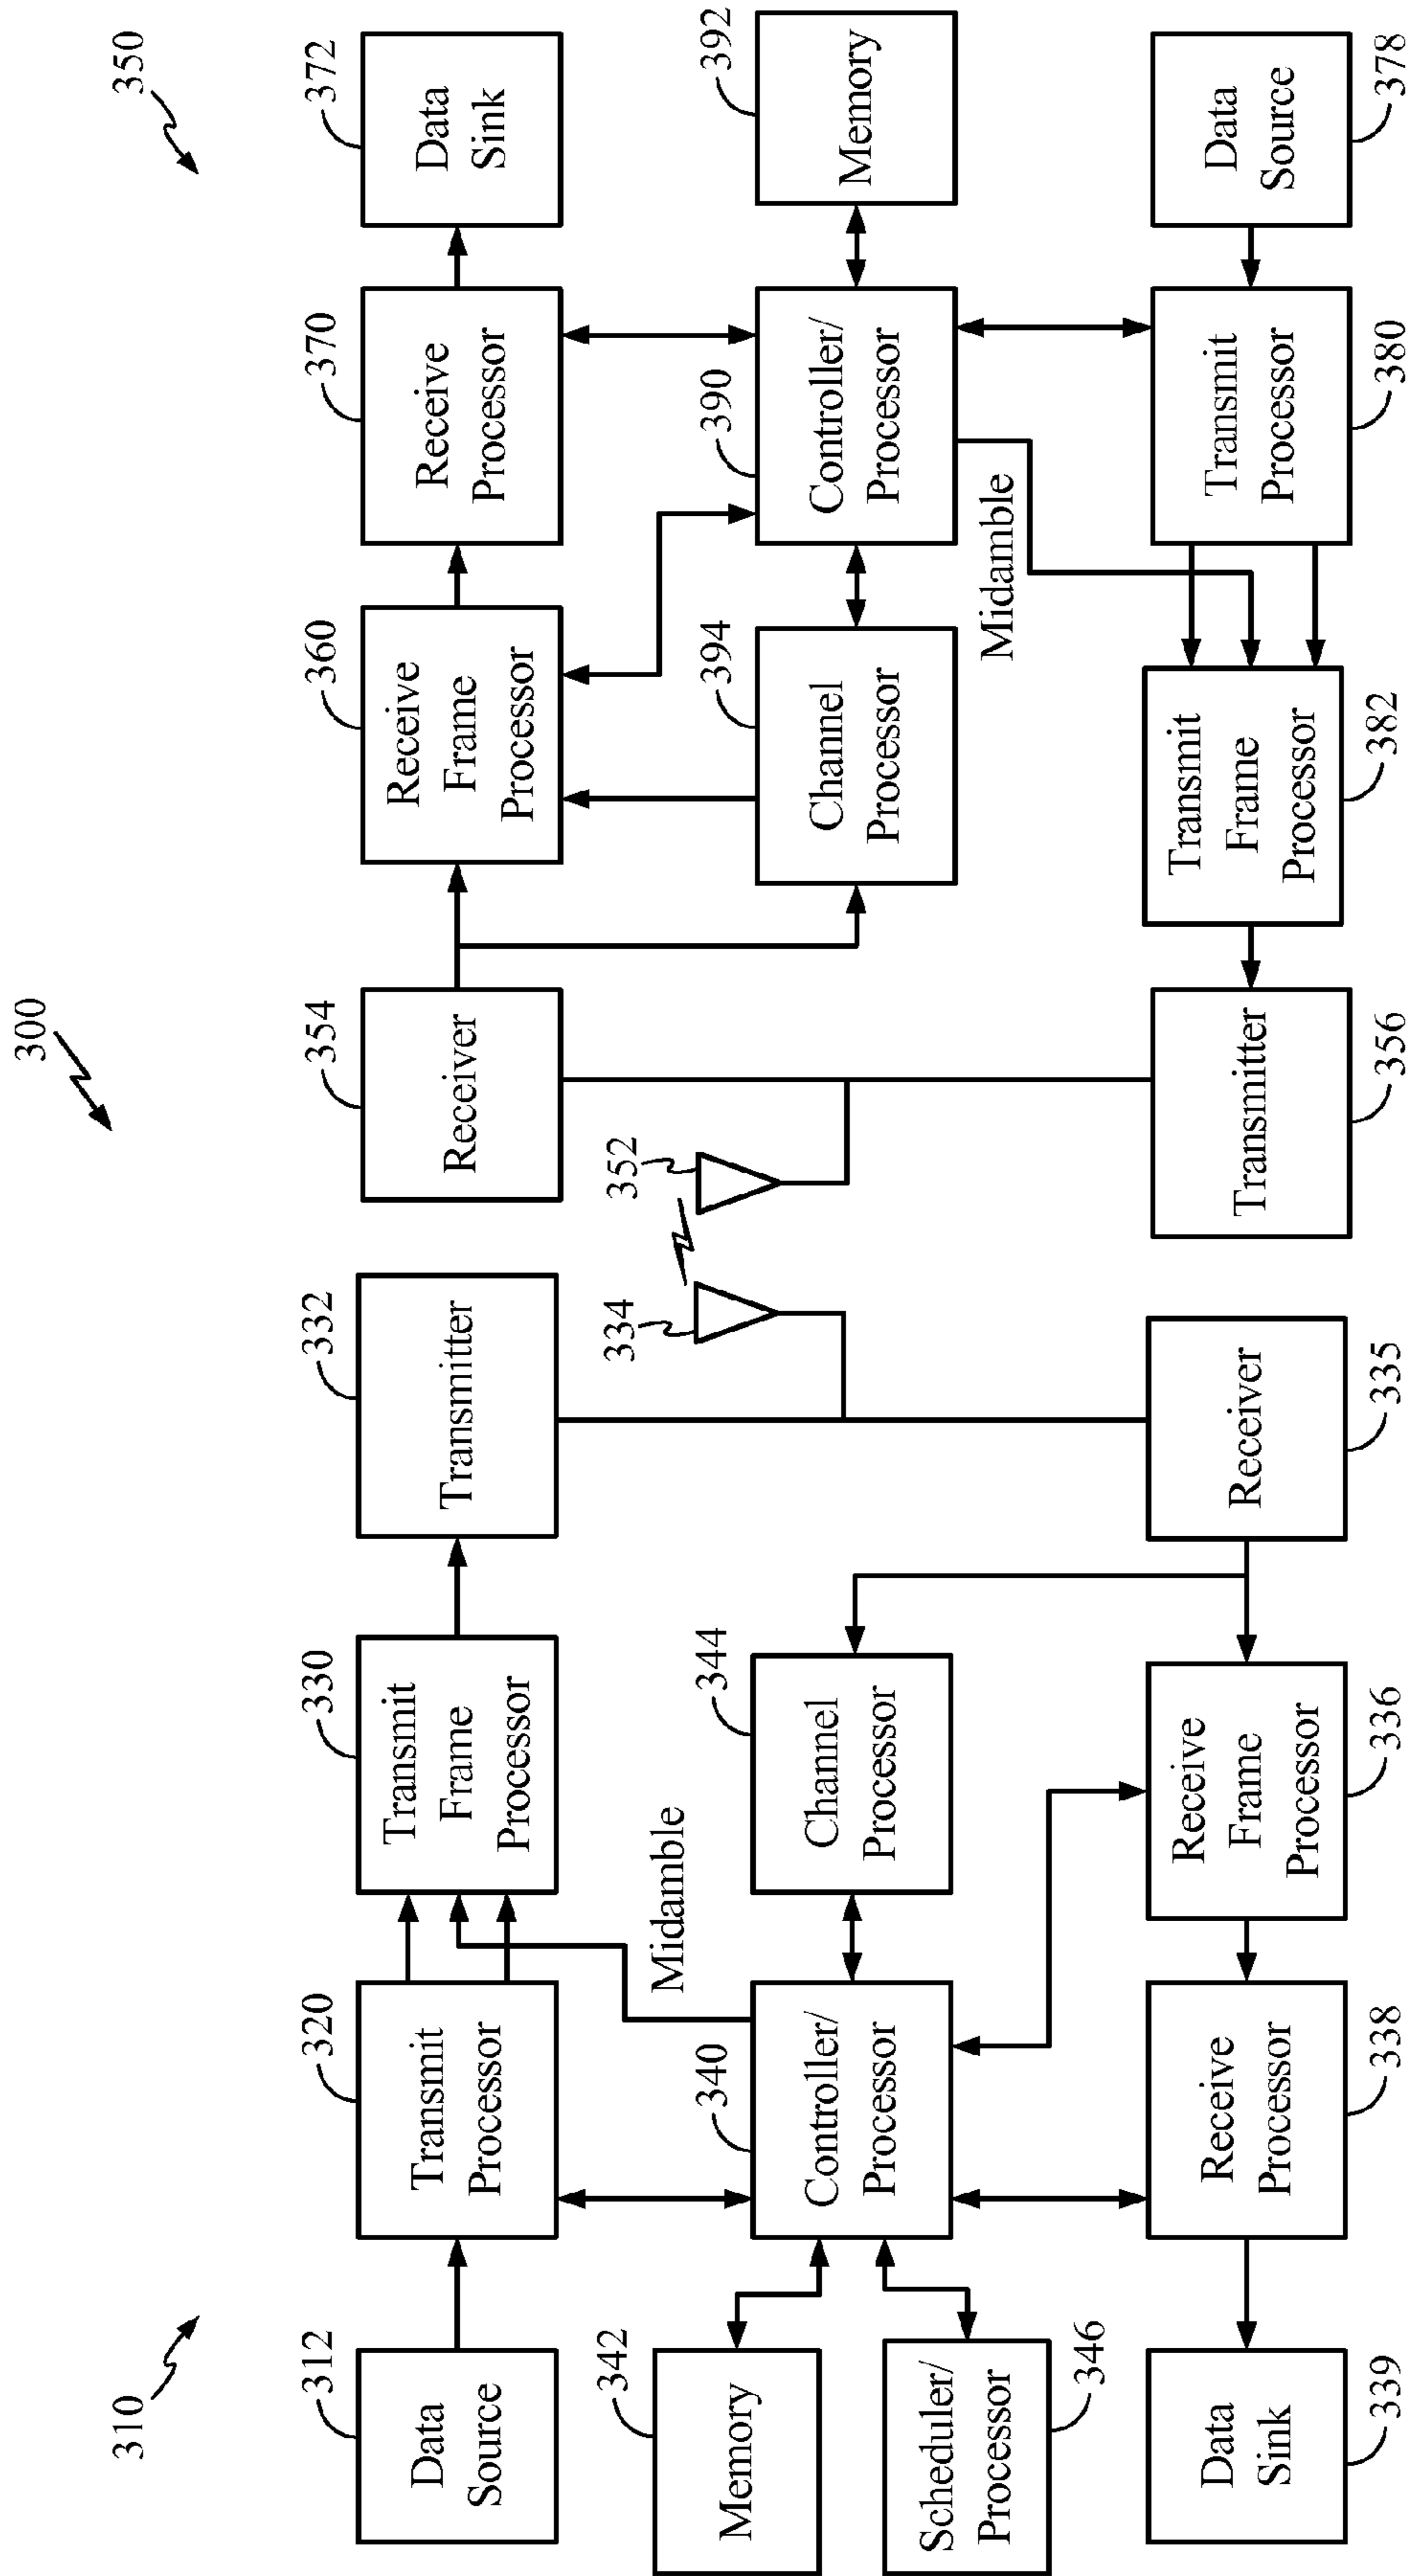 300
310
350
312
Data
Source
320
Transmit
Processor
330
Transmit
Frame
Processor
332
Transmitter
354
Receiver
360
Receive
Frame
Processor
370
Receive
Processor
372
Data
Sink
342
Memory
340
Controller/
Processor
Midamble
344
Channel
Processor
334
352
394
Channel
Processor
390
Controller/
Processor
392
Memory
Midamble
Scheduler/
Processor
346
Data
Sink
339
Receive
Processor
338
Receive
Frame
Processor
336
Receiver
335
Transmitter
356
Transmit
Frame
Processor
382
Transmit
Processor
380
Data
Source
378